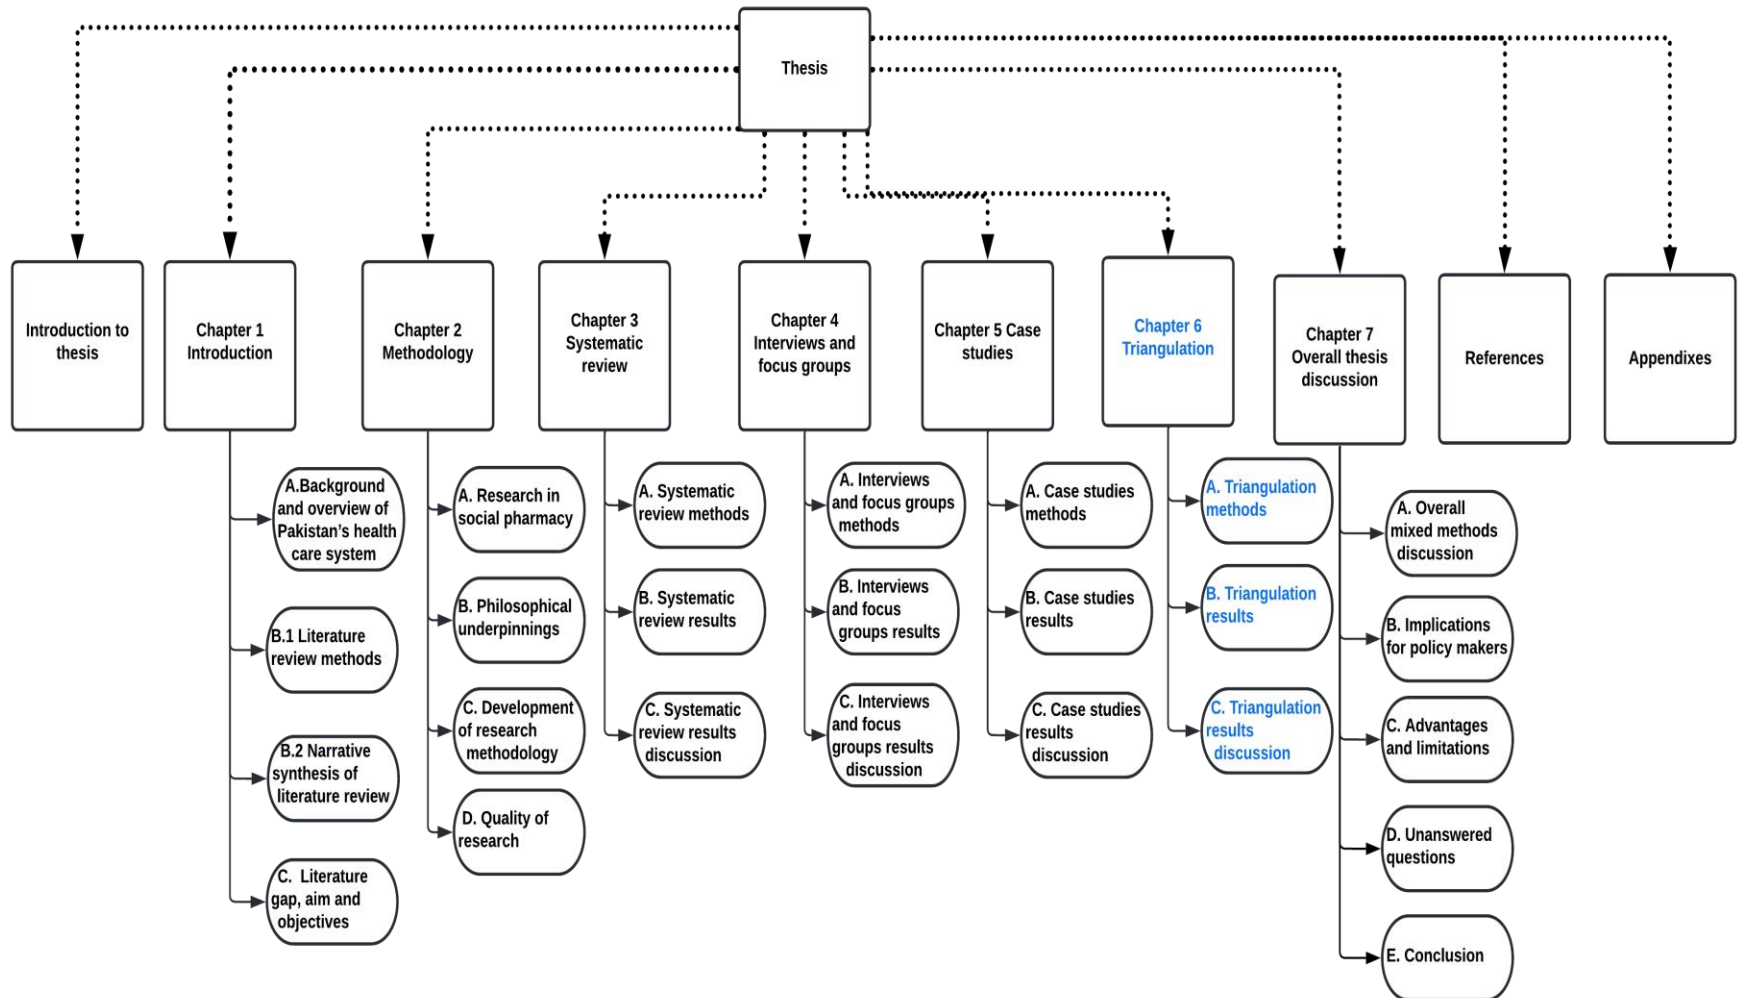 Thesis
Introduction to
thesis
Chapter 1
Introduction
Chapter 2
Methodology
Chapter 3
Systematic
review
Chapter 4
Interviews and
focus groups
Chapter 5 Case
studies
Chapter 6
Triangulation
Chapter 7
Overall thesis
discussion
References
Appendixes
A.Background
and overview of
Pakistan's health
care system
B.1 Literature
review methods
B.2 Narrative
synthesis of
literature review
C. Literature
gap, aim and
objectives
A. Research in
social pharmacy
B. Philosophical
underpinnings
C. Development
of research
methodology
D. Quality of
research
A. Systematic
review methods
B. Systematic
review results
C. Systematic
review results
discussion
A. Interviews
and focus groups
methods
B. Interviews
and focus
groups results
C. Interviews
and focus
groups results
discussion
A. Case studies
methods
B. Case studies
results
C. Case studies
results
discussion
A. Triangulation
methods
B. Triangulation
results
C. Triangulation
results
discussion
A. Overall
mixed methods
discussion
B. Implications
for policy makers
C. Advantages
and limitations
D. Unanswered
questions
E. Conclusion